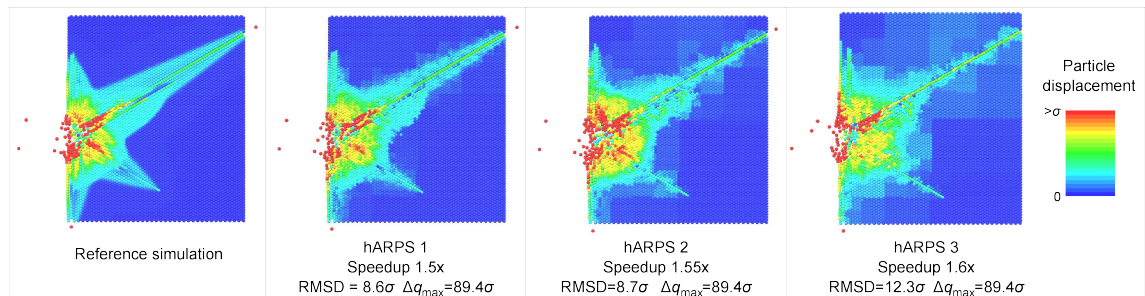 Reference simulation
hARPS 1
Speedup 1.5x
RMSD = 8.6σ Δqmax=89.4σ
hARPS 2
Speedup 1.55x
RMSD=8.7σ Δqmax=89.4σ
hARPS 3
Speedup 1.6x
RMSD=12.3σ Δqmax=89.4σ
Particle
displacement
>σ
0